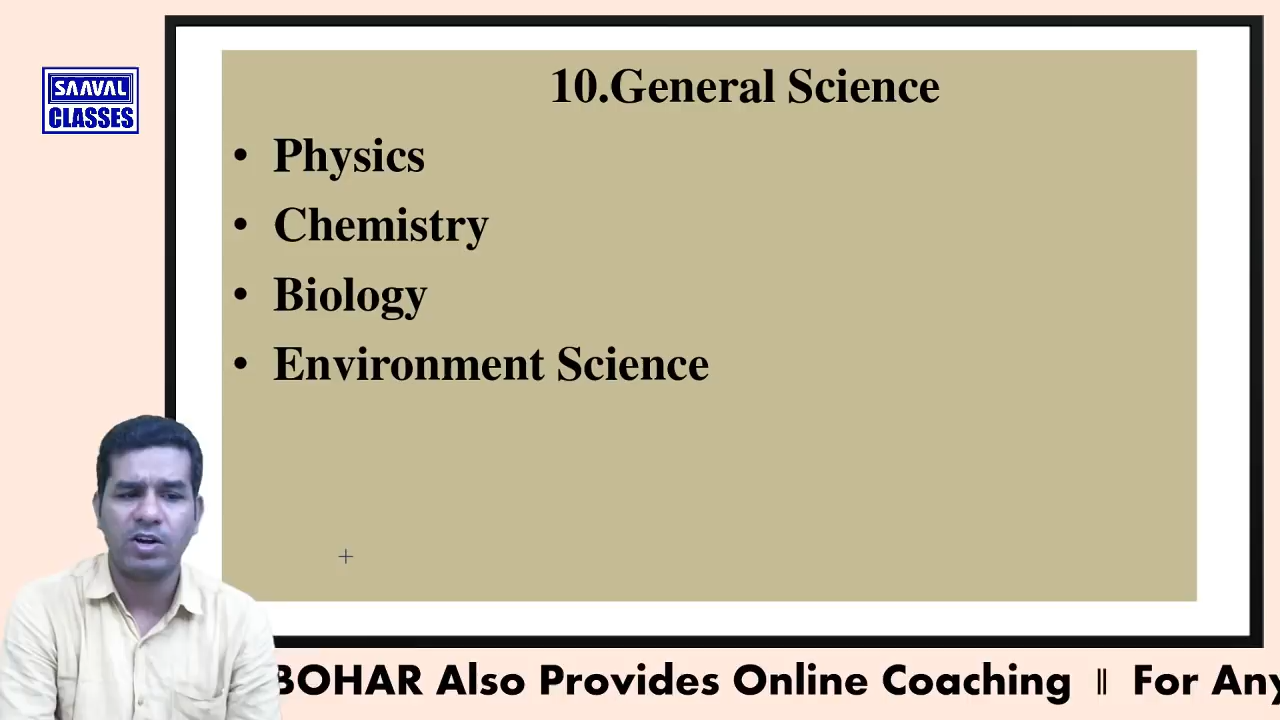 SAAVAL
CLASSES
10.General Science
• Physics
• Chemistry
• Biology
• Environment Science
BOHAR Also Provides Online Coaching || For Any